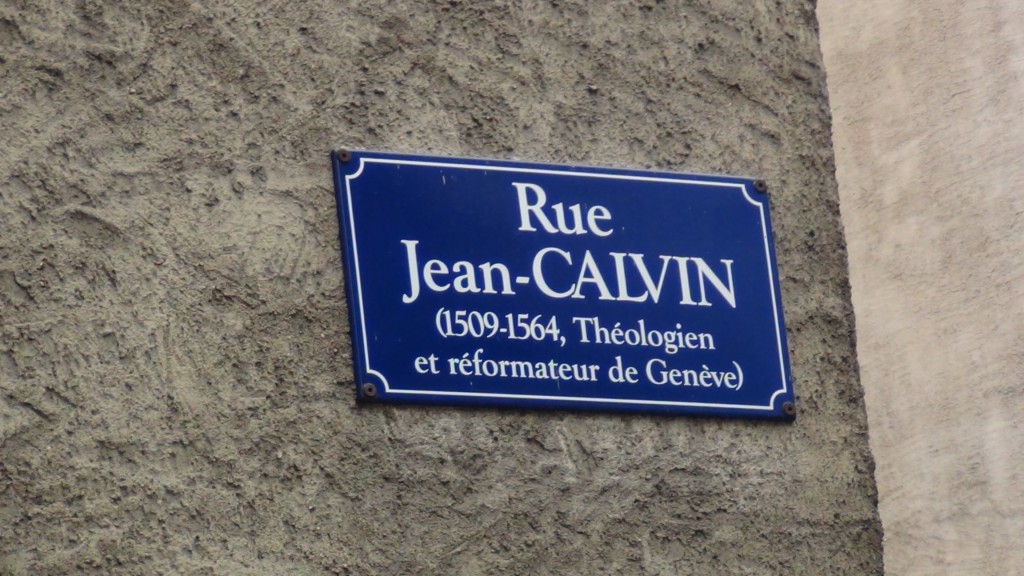 Rue
Jean-CALVIN
(1509-1564, Théologien
et réformateur de Genève)